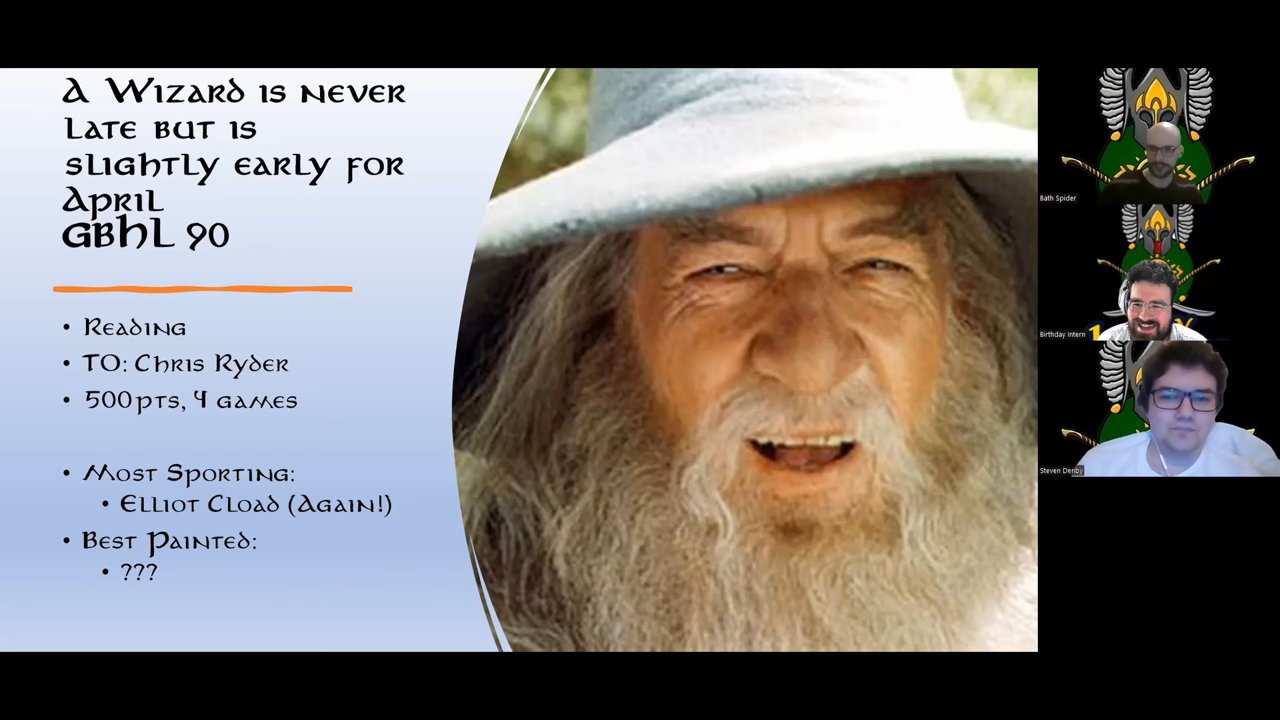 A Wizard is never
late but is
slightly early for
April
GBHL 90
• Reading
• TO: Chris Ryder
• 500pts, 4 games
• Most Sporting:
• Elliot Cload (Again!)
• Best Painted:
• ???
Bath Spider
Birthday Intern
Steven Denby